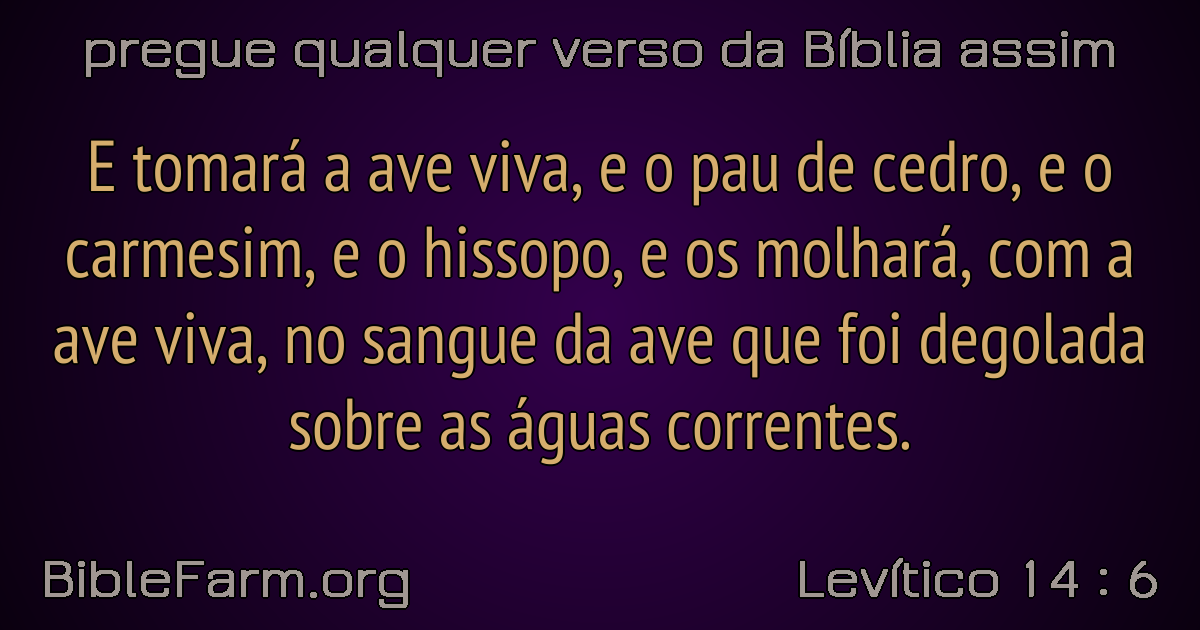 pregue qualquer verso da Bíblia assim
E tomará a ave viva, e o pau de cedro, e o
carmesim, e o hissopo, e os molhará, com a
ave viva, no sangue da ave que foi degolada
sobre as águas correntes.
BibleFarm.org
Levítico 14 : 6